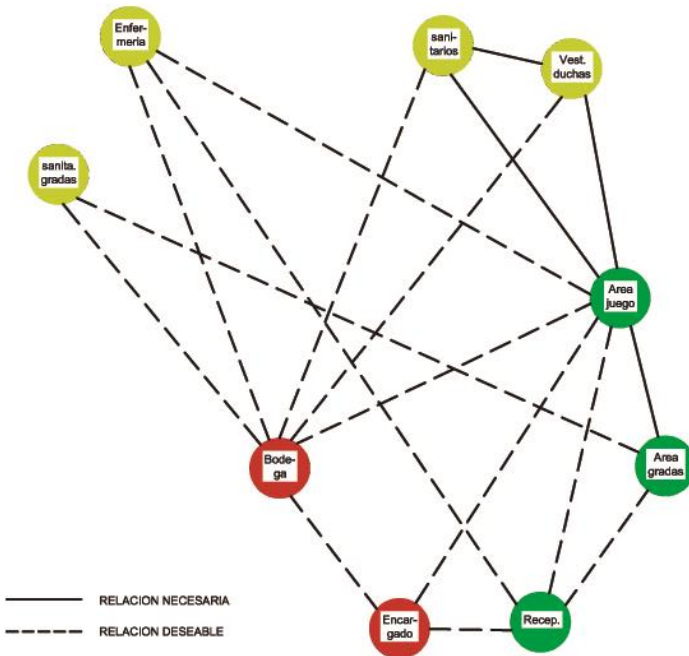 Enfer-
meria
sani-
tarios
Vest.
duchas
sanita.
gradas
Area
juego
Bode-
ga
Area
gradas
Encar-
gado
Recep.
RELACION NECESARIA
RELACION DESEABLE